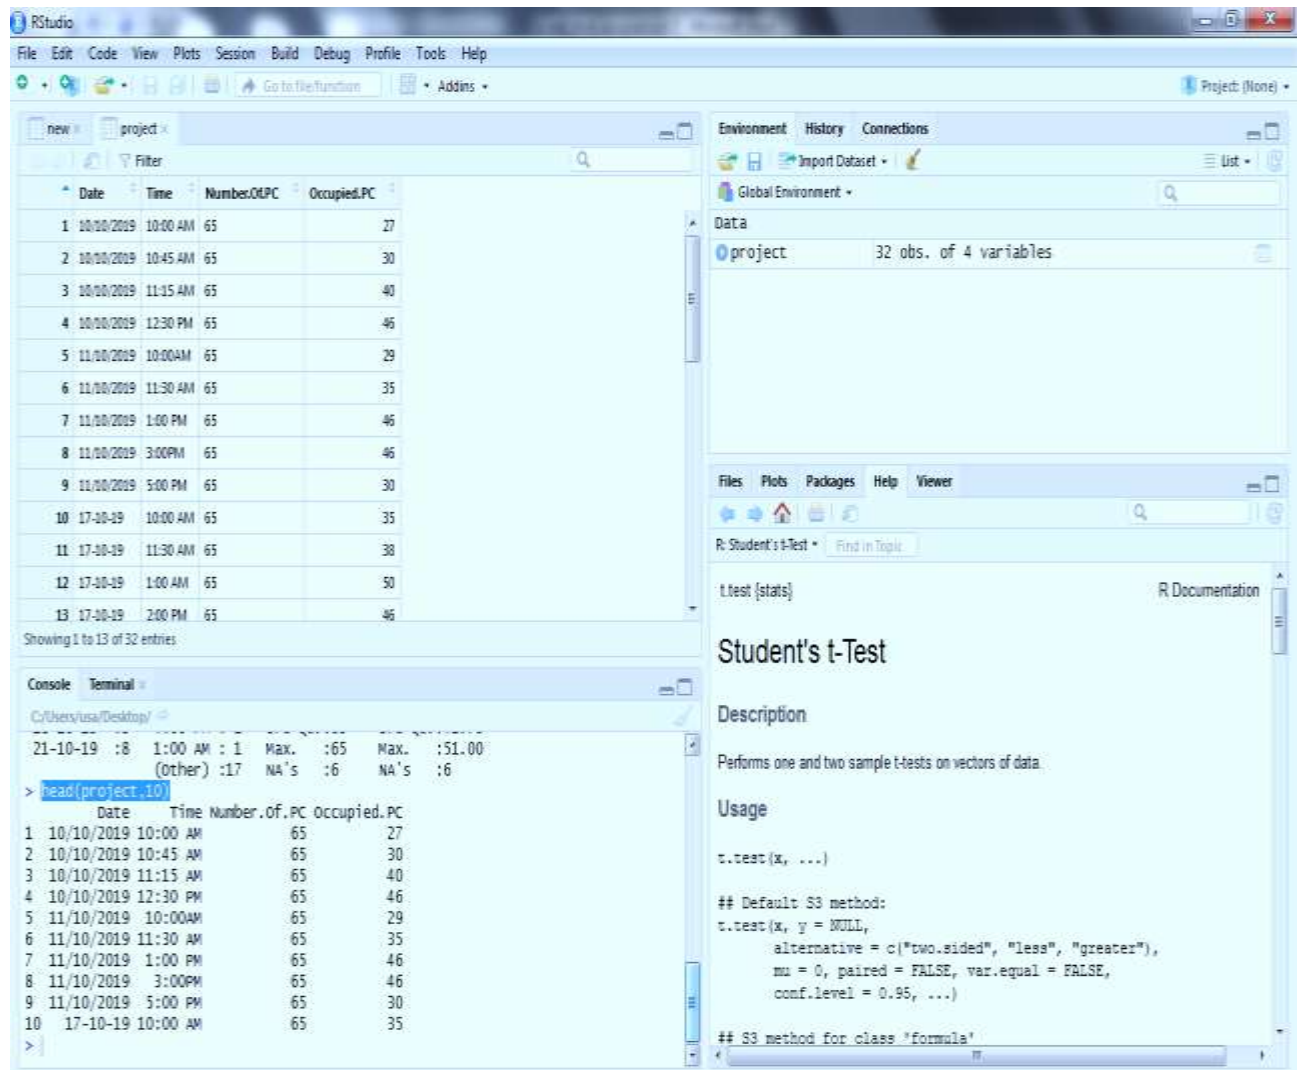 RStudio
File Edit Code View Plots Session Build Debug Profile Tools Help
Go to file/function Addins Project: (None)
new project
Filter
Date Time Number.Of.PC Occupied.PC
1 10/10/2019 10:00 AM 65 27
2 10/10/2019 10:45 AM 65 30
3 10/10/2019 11:15 AM 65 40
4 10/10/2019 12:30 PM 65 46
5 11/10/2019 10:00AM 65 29
6 11/10/2019 11:30 AM 65 35
7 11/10/2019 1:00 PM 65 46
8 11/10/2019 3:00PM 65 46
9 11/10/2019 5:00 PM 65 30
10 17-10-19 10:00 AM 65 35
11 17-10-19 11:30 AM 65 38
12 17-10-19 1:00 AM 65 50
13 17-10-19 2:00 PM 65 46
Showing 1 to 13 of 32 entries
Console Terminal
C:/Users/usa/Desktop/
21-10-19 :8 1:00 AM : 1 Max. :65 Max. :51.00
(Other) :17 NA's :6 NA's :6
> head(project,10)
Date Time Number.Of.PC Occupied.PC
1 10/10/2019 10:00 AM 65 27
2 10/10/2019 10:45 AM 65 30
3 10/10/2019 11:15 AM 65 40
4 10/10/2019 12:30 PM 65 46
5 11/10/2019 10:00AM 65 29
6 11/10/2019 11:30 AM 65 35
7 11/10/2019 1:00 PM 65 46
8 11/10/2019 3:00PM 65 46
9 11/10/2019 5:00 PM 65 30
10 17-10-19 10:00 AM 65 35
>
Environment History Connections
Import Dataset List
Global Environment
Data
project 32 obs. of 4 variables
Files Plots Packages Help Viewer
R: Student's t-Test Find in Topic
t.test {stats} R Documentation
Student's t-Test
Description
Performs one and two sample t-tests on vectors of data.
Usage
t.test(x, ...)
## Default S3 method:
t.test(x, y = NULL,
alternative = c("two.sided", "less", "greater"),
mu = 0, paired = FALSE, var.equal = FALSE,
conf.level = 0.95, ...)
## S3 method for class 'formula'